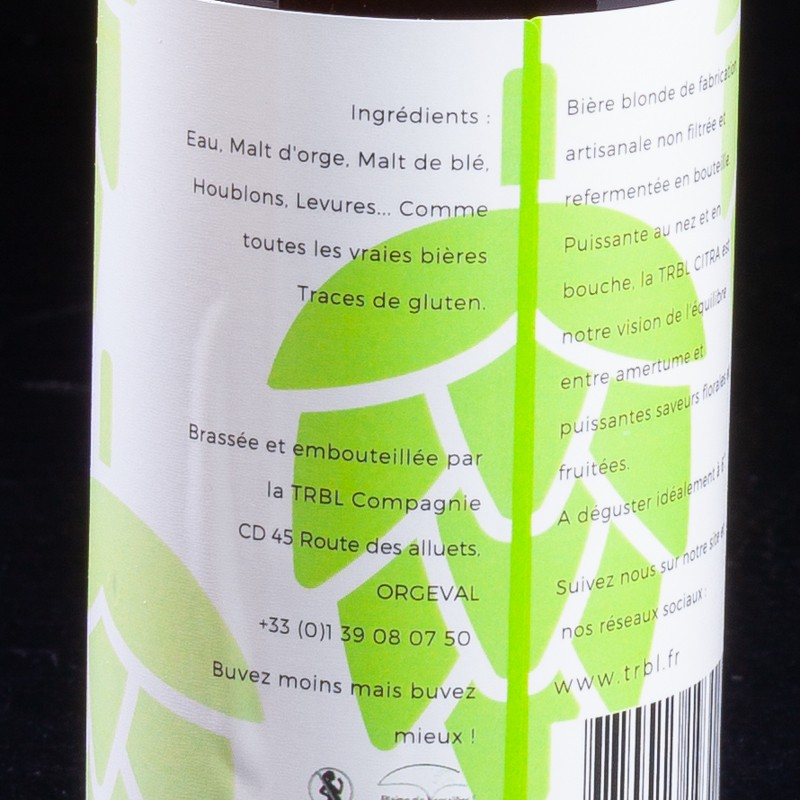 Ingrédients :
Eau, Malt d'orge, Malt de blé,
Houblons, Levures... Comme
toutes les vraies bières
Traces de gluten.
Brassée et embouteillée par
la TRBL Compagnie
CD 45 Route des alluets,
ORGEVAL
+33 (0)1 39 08 07 50
Buvez moins mais buvez
mieux !
Bière blonde de fabrication
artisanale non filtrée et
refermentée en bouteille.
Puissante au nez et en
bouche, la TRBL CITRA est
notre vision de l'équilibre
entre amertume et
puissantes saveurs florales
fruitées.
A déguster idéalement à 6°
Suivez nous sur notre site et
nos réseaux sociaux :
www.trbl.fr